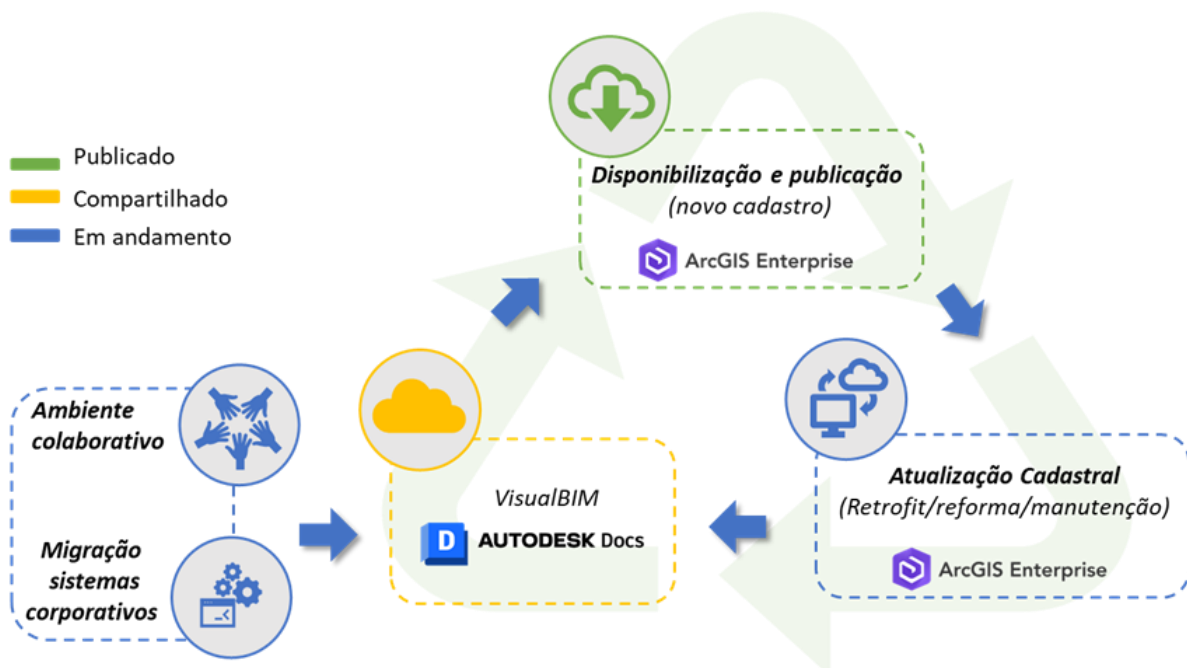 Publicado
Compartilhado
Em andamento
Disponibilização e publicação
(novo cadastro)
ArcGIS Enterprise
Ambiente
colaborativo
Migração
sistemas
corporativos
VisualBIM
D AUTODESK Docs
Atualização Cadastral
(Retrofit/reforma/manutenção)
ArcGIS Enterprise